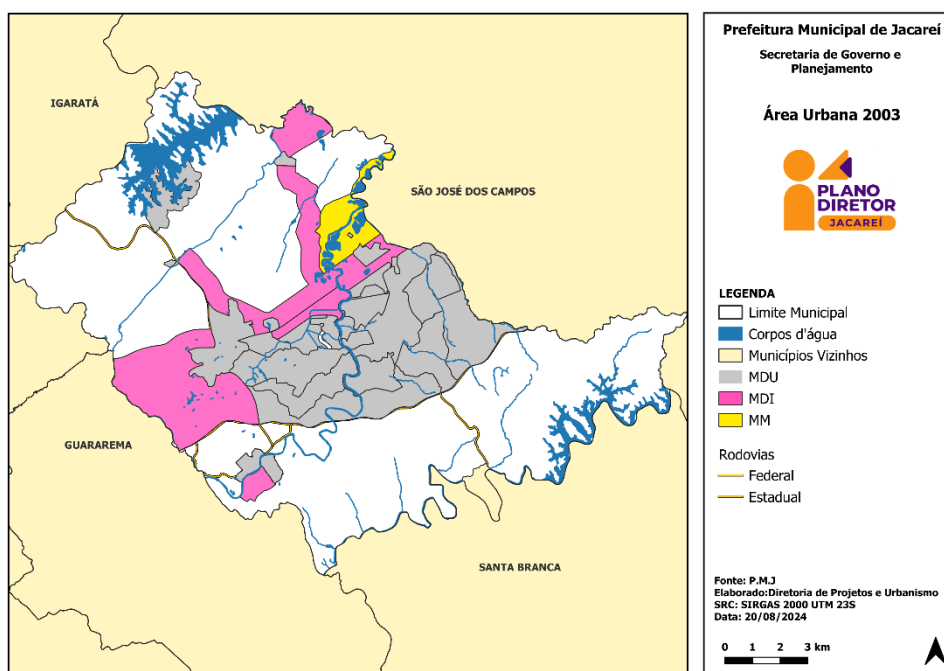 IGARATÁ
SÃO JOSÉ DOS CAMPOS
GUARAREMA
SANTA BRANCA
Prefeitura Municipal de Jacareí
Secretaria de Governo e
Planejamento
Área Urbana 2003
PLANO
DIRETOR
JACAREÍ
LEGENDA
Limite Municipal
Corpos d'água
Municípios Vizinhos
MDU
MDI
MM
Rodovias
Federal
Estadual
Fonte: P.M.J
Elaborado:Diretoria de Projetos e Urbanismo
SRC: SIRGAS 2000 UTM 23S
Data: 20/08/2024
0 1 2 3 km